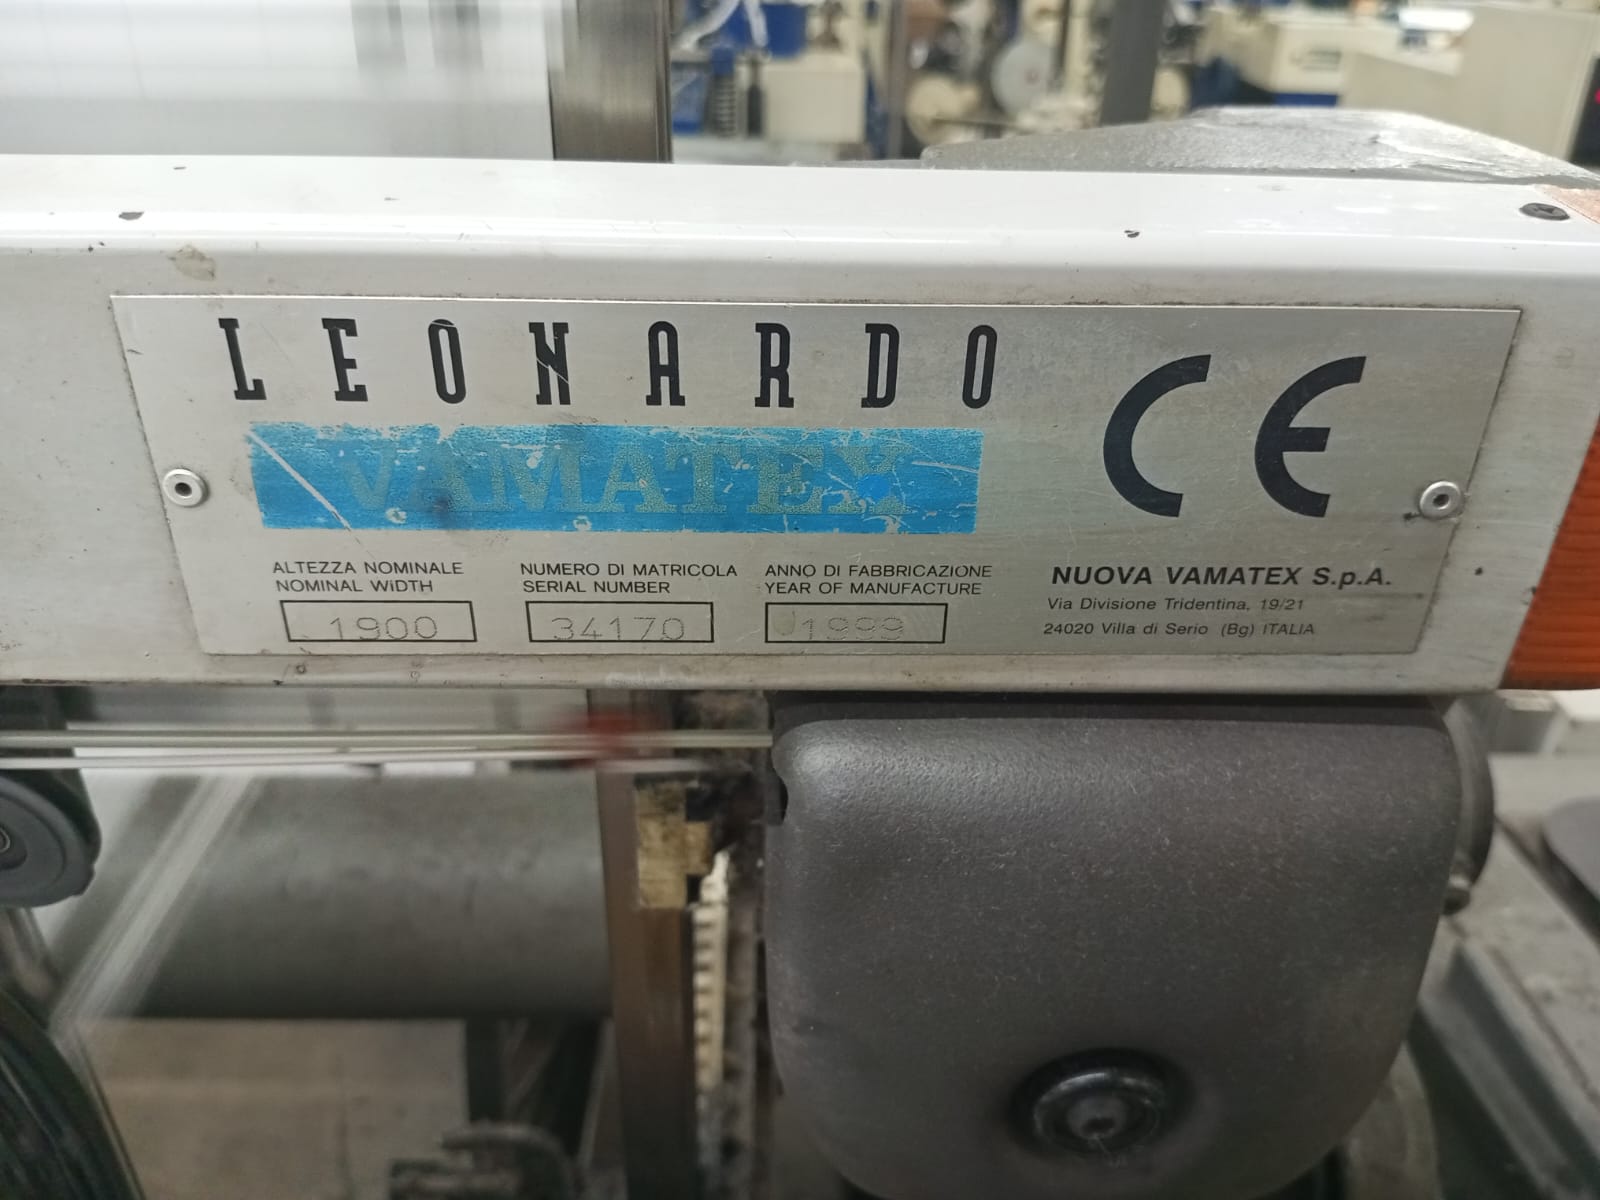 LEONARDO
VAMATEX
CE
ALTEZZA NOMINALE
NOMINAL WIDTH
1900
NUMERO DI MATRICOLA
SERIAL NUMBER
34170
ANNO DI FABBRICAZIONE
YEAR OF MANUFACTURE
1999
NUOVA VAMATEX S.p.A.
Via Divisione Tridentina, 19/21
24020 Villa di Serio (Bg) ITALIA